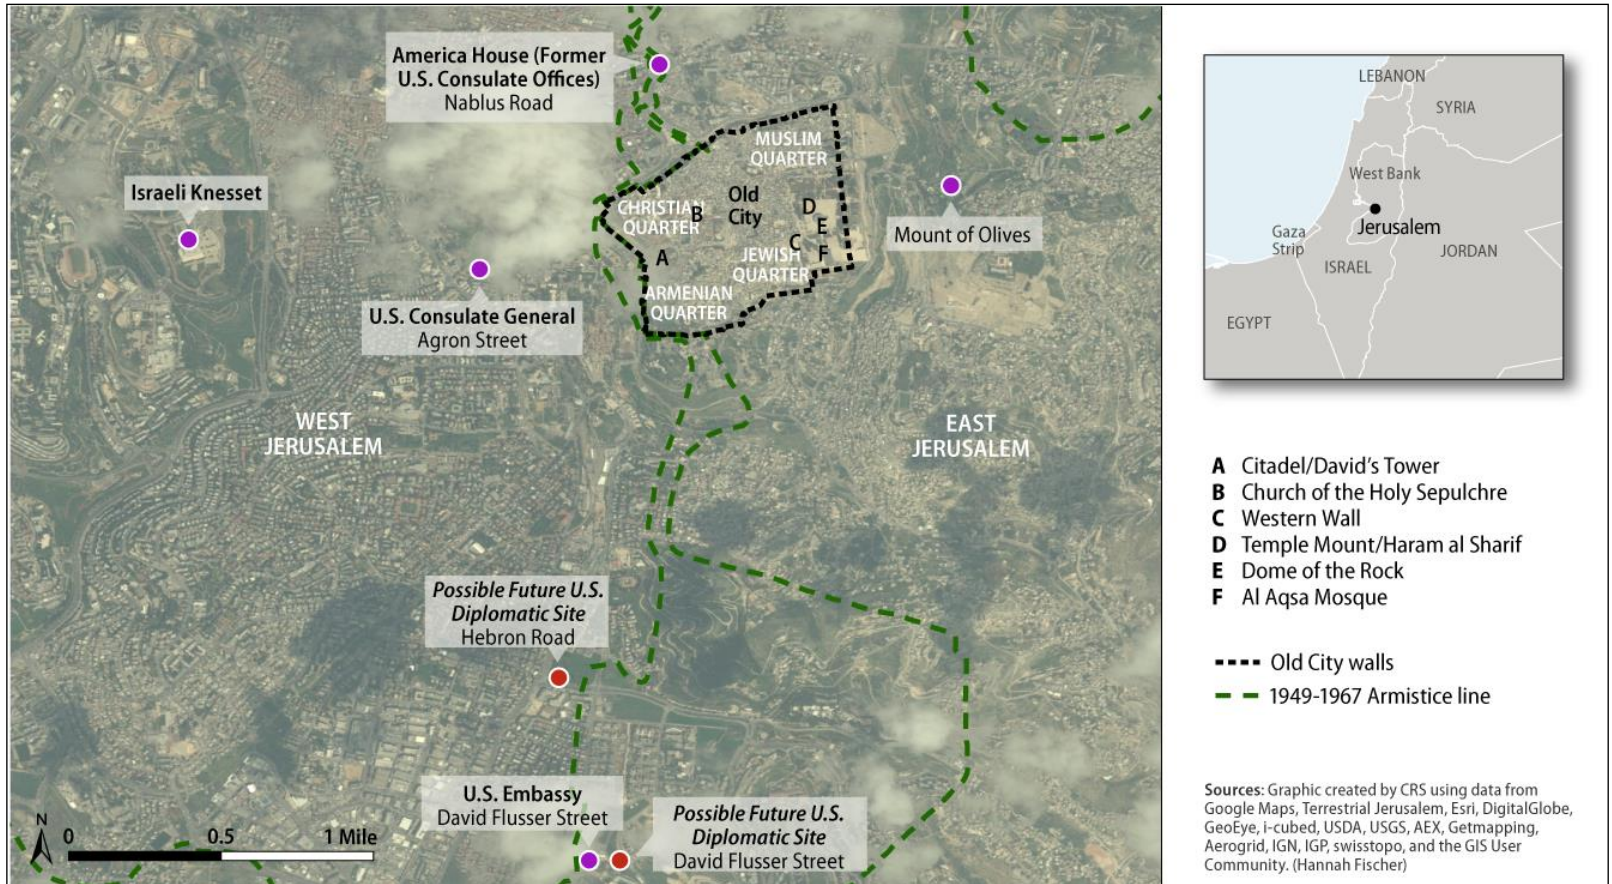 America House (Former
U.S. Consulate Offices)
Nablus Road
Israeli Knesset
U.S. Consulate General
Agron Street
MUSLIM
QUARTER
CHRISTIAN
QUARTER
B
Old
City
D
E
C
F
A
JEWISH
QUARTER
ARMENIAN
QUARTER
Mount of Olives
WEST
JERUSALEM
EAST
JERUSALEM
Possible Future U.S.
Diplomatic Site
Hebron Road
U.S. Embassy
David Flusser Street
Possible Future U.S.
Diplomatic Site
David Flusser Street
N
0 0.5 1 Mile
LEBANON
SYRIA
West Bank
Jerusalem
Gaza
Strip
ISRAEL
JORDAN
EGYPT
A Citadel/David's Tower
B Church of the Holy Sepulchre
C Western Wall
D Temple Mount/Haram al Sharif
E Dome of the Rock
F Al Aqsa Mosque
Old City walls
1949-1967 Armistice line
Sources: Graphic created by CRS using data from
Google Maps, Terrestrial Jerusalem, Esri, DigitalGlobe,
GeoEye, i-cubed, USDA, USGS, AEX, Getmapping,
Aerogrid, IGN, IGP, swisstopo, and the GIS User
Community. (Hannah Fischer)